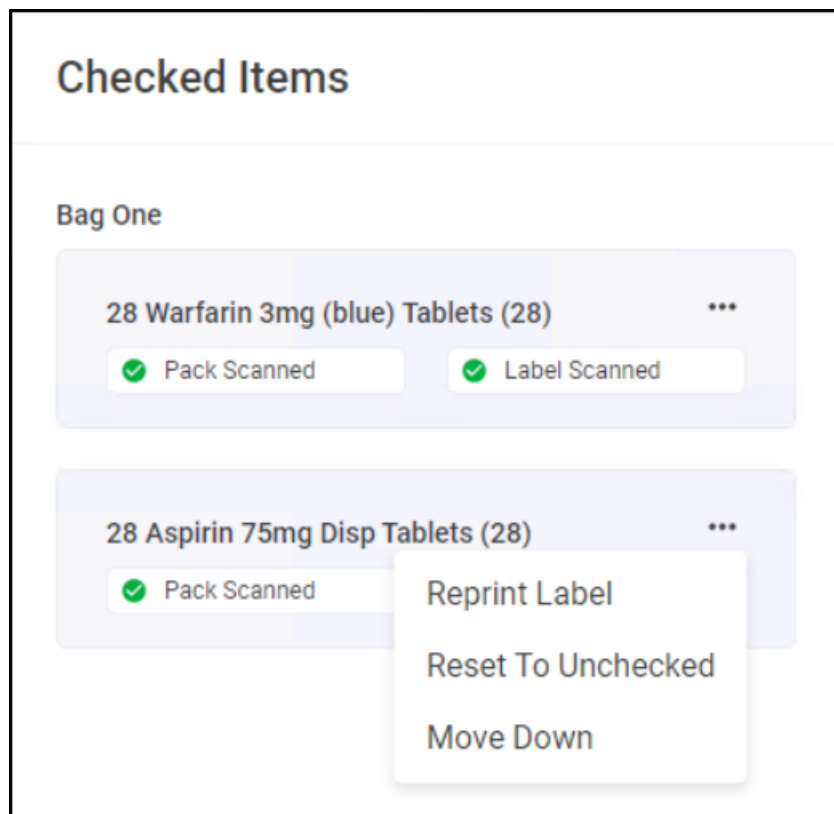 Checked Items
Bag One
28 Warfarin 3mg (blue) Tablets (28)
Pack Scanned Label Scanned
28 Aspirin 75mg Disp Tablets (28)
Pack Scanned
Reprint Label
Reset To Unchecked
Move Down